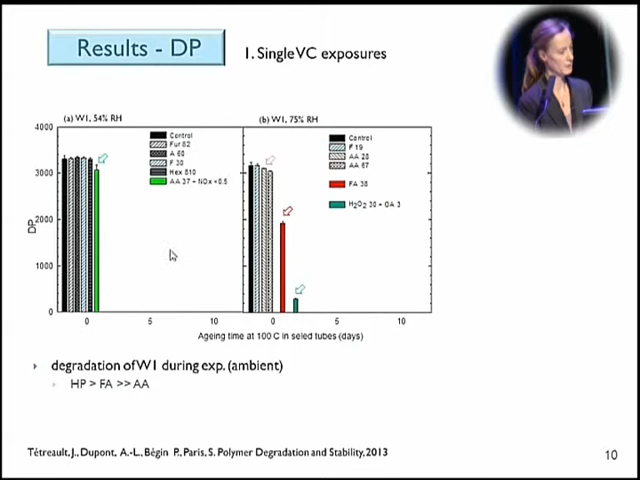 Results - DP
1. Single VC exposures
(a) W1, 54% RH
(b) W1, 75% RH
4000
3000
2000
1000
0
DP
Control
Fur 82
A 60
F 30
Hex 810
AA 37 - NOx <0.5
Control
F 19
AA 28
AA 67
FA 38
H₂O₂ 30 - OA 3
0 5 10 0 5 10
Ageing time at 100 C in seled tubes (days)
degradation of W1 during exp. (ambient)
HP > FA >> AA
Tétreault, J., Dupont, A.-L., Bégin P., Paris, S. Polymer Degradation and Stability, 2013
10